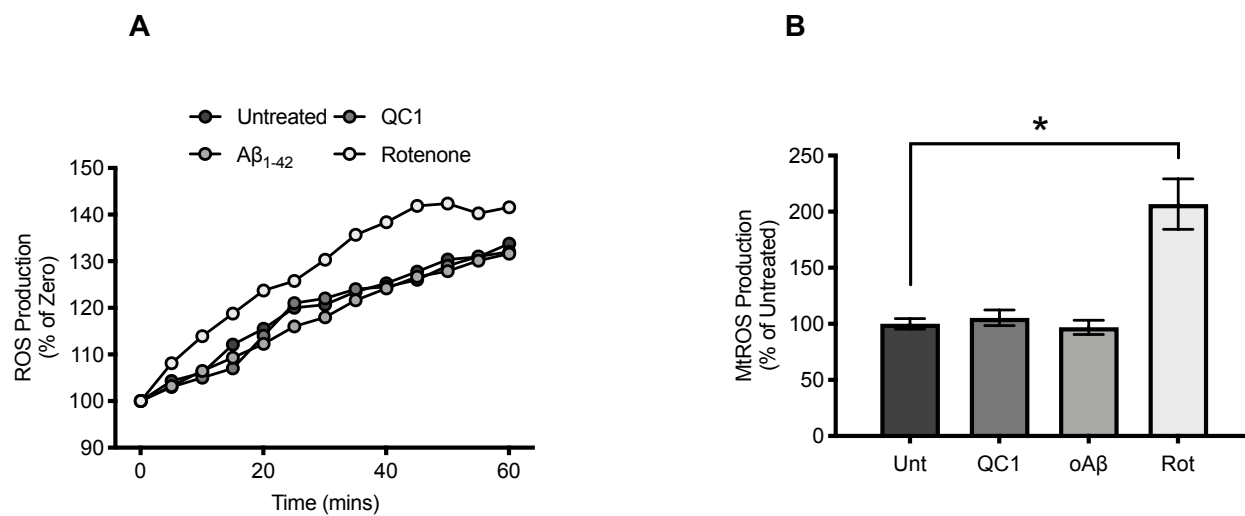 A
Untreated
QC1
Aβ1-42
Rotenone
ROS Production
(% of Zero)
150
140
130
120
110
100
90
0
20
40
60
Time (mins)
B
*
MtROS Production
(% of Untreated)
250
200
150
100
50
0
Unt
QC1
oAβ
Rot